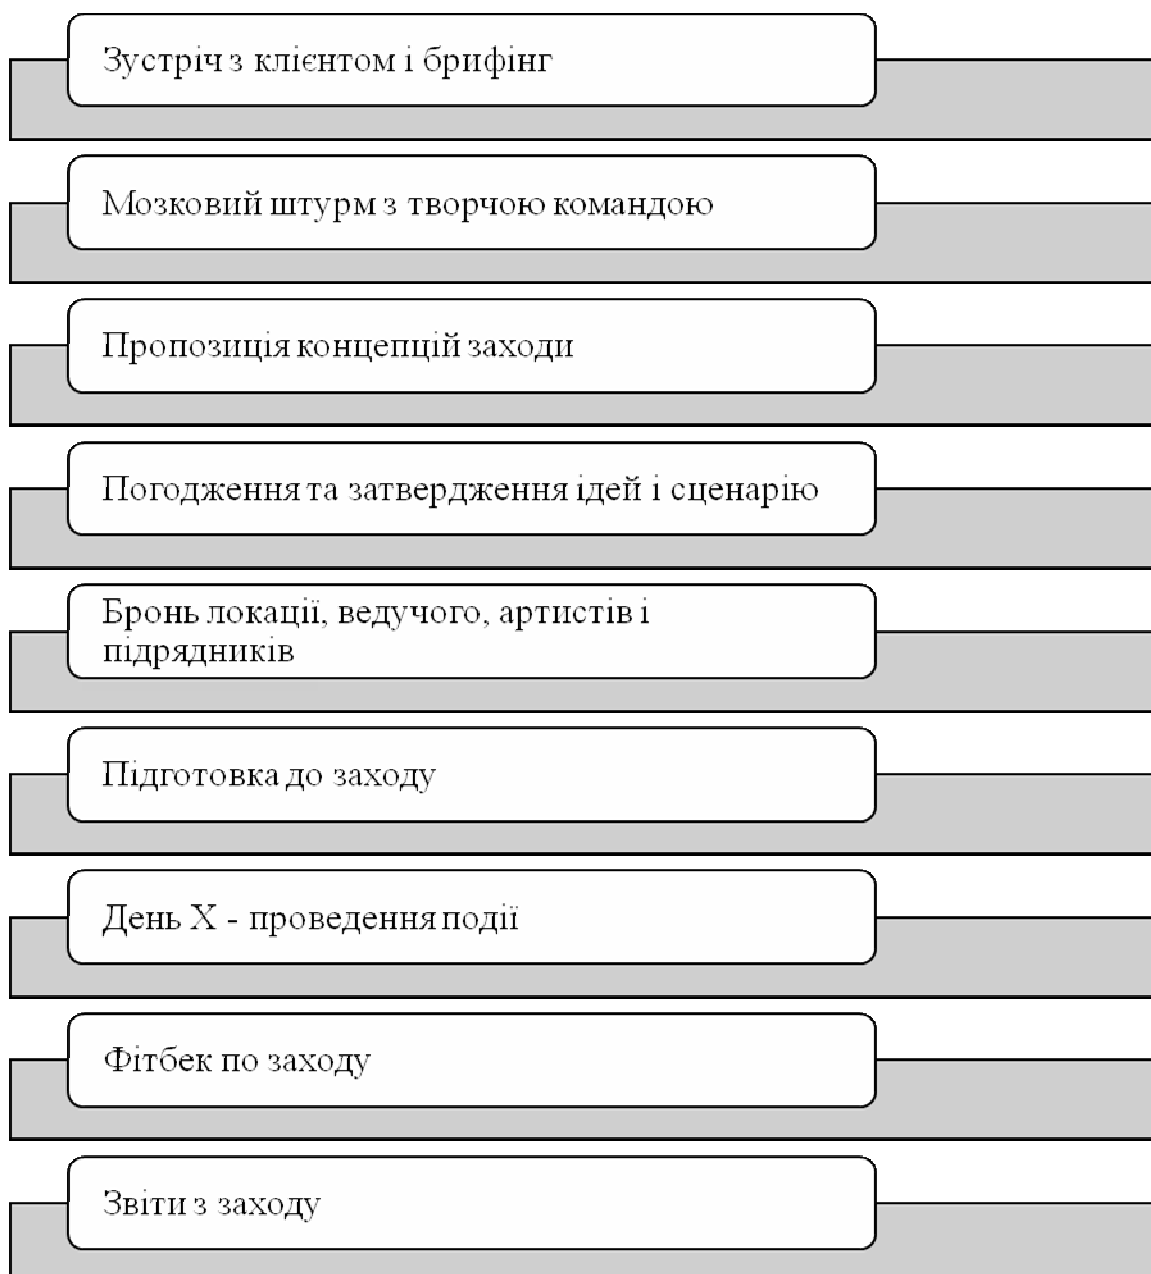 Зустріч з клієнтом і брифінг
Мозковий штурм з творчою командою
Пропозиція концепцій заходи
Погодження та затвердження ідей і сценарію
Бронь локації, ведучого, артистів і
підрядників
Підготовка до заходу
День Х - проведення події
Фітбек по заходу
Звіти з заходу